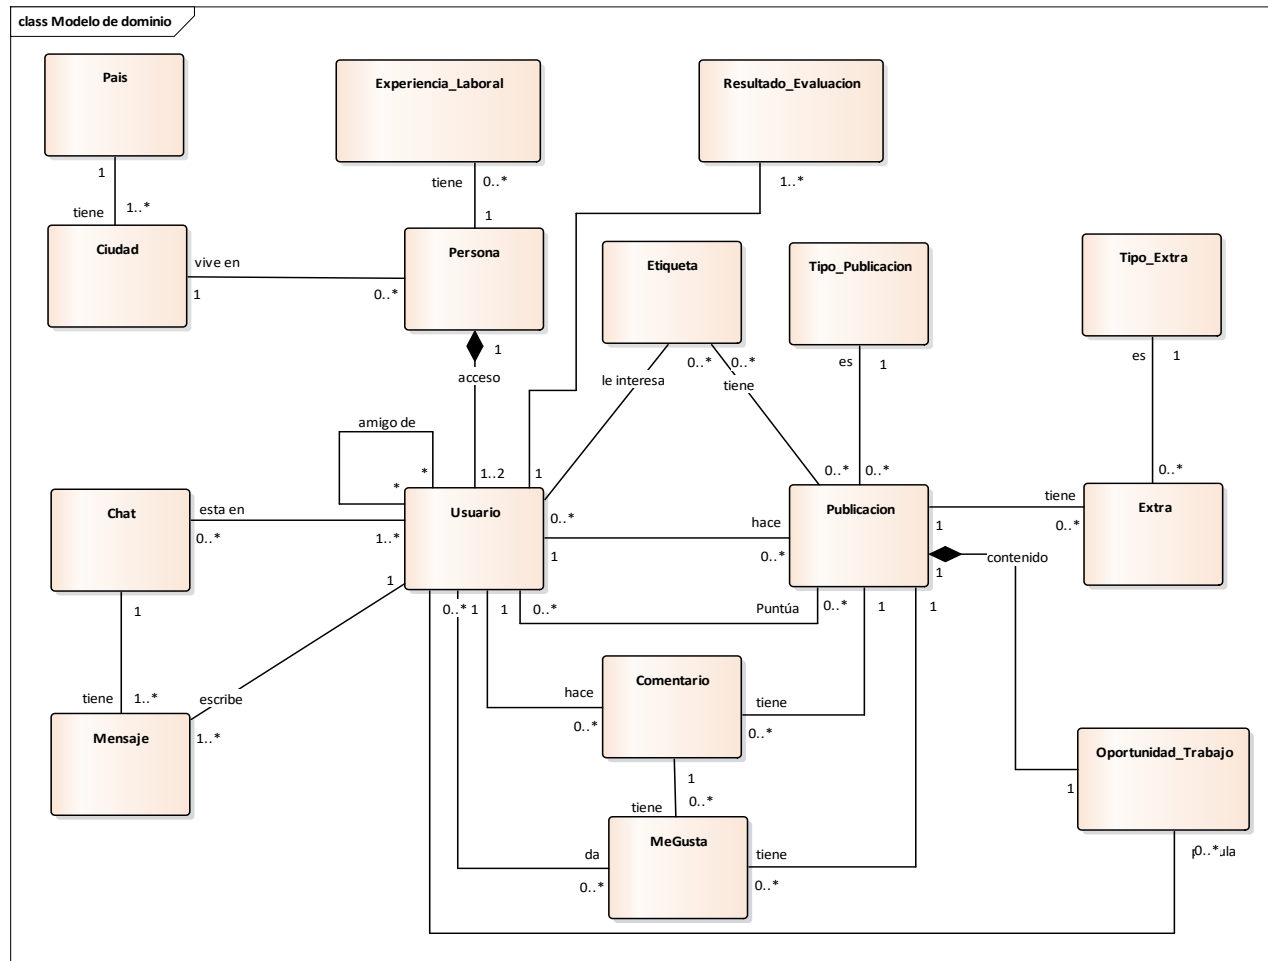 class Modelo de dominio
Pais
Experiencia_Laboral
Resultado_Evaluacion
1
tiene
1..*
tiene
0..*
1
1..*
Ciudad
vive en
1
0..*
Persona
Etiqueta
Tipo_Publicacion
Tipo_Extra
1
acceso
le interesa
0..*
0..*
tiene
es
1
es
1
amigo de
*
*
1..2
1
0..*
0..*
0..*
Chat
esta en
0..*
1..*
Usuario
0..*
hace
1
0..*
Publicacion
1
tiene
0..*
Extra
contenido
1
1
0..*
1
1
0..*
Puntúa
0..*
1
1
1
tiene
1..*
escribe
1..*
Mensaje
hace
0..*
Comentario
tiene
0..*
1
tiene
0..*
Oportunidad_Trabajo
1
da
0..*
MeGusta
tiene
0..*
0..*